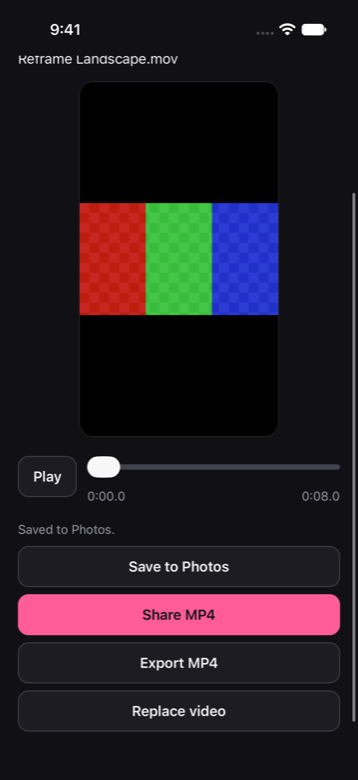 9:41
Reframe Landscape.mov
Play
0:00.0
0:08.0
Saved to Photos.
Save to Photos
Share MP4
Export MP4
Replace video